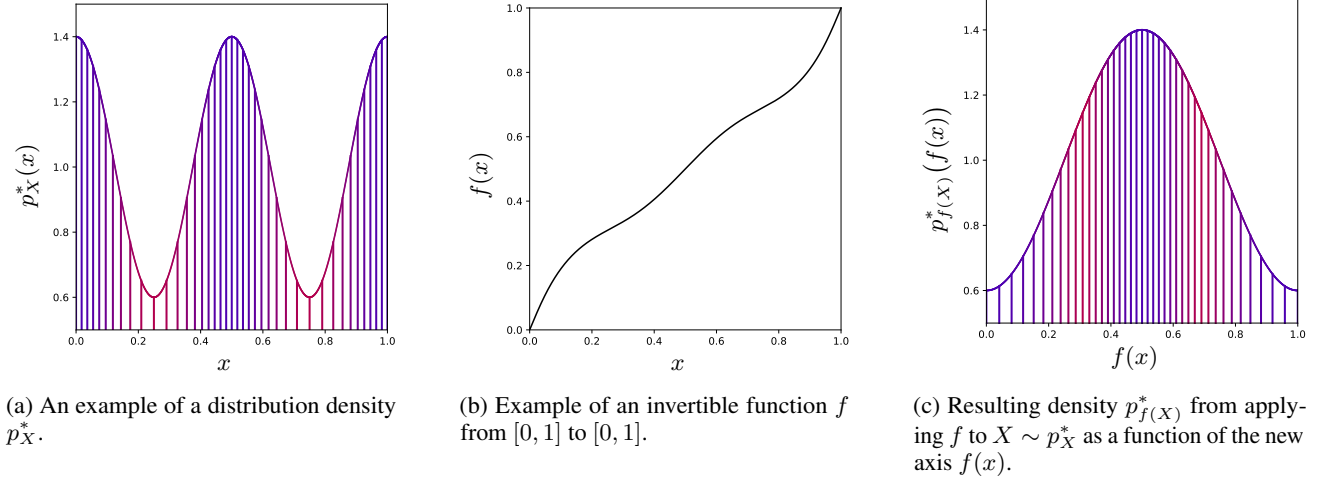 1.4
1.2
1.0
0.8
0.6
p*_X(x)
0.0 0.2 0.4 0.6 0.8 1.0
x
(a) An example of a distribution density
p*_X.
1.0
0.8
0.6
0.4
0.2
0.0
f(x)
0.0 0.2 0.4 0.6 0.8 1.0
x
(b) Example of an invertible function f
from [0, 1] to [0, 1].
1.4
1.2
1.0
0.8
0.6
p*_{f(X)}(f(x))
0.0 0.2 0.4 0.6 0.8 1.0
f(x)
(c) Resulting density p*_{f(X)} from apply-
ing f to X ∼ p*_X as a function of the new
axis f(x).